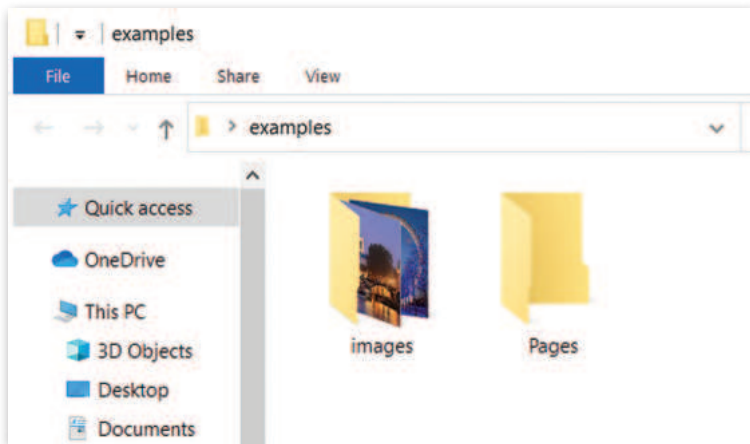 examples
File Home Share View
examples
Quick access
OneDrive
This PC
3D Objects
Desktop
Documents
images Pages